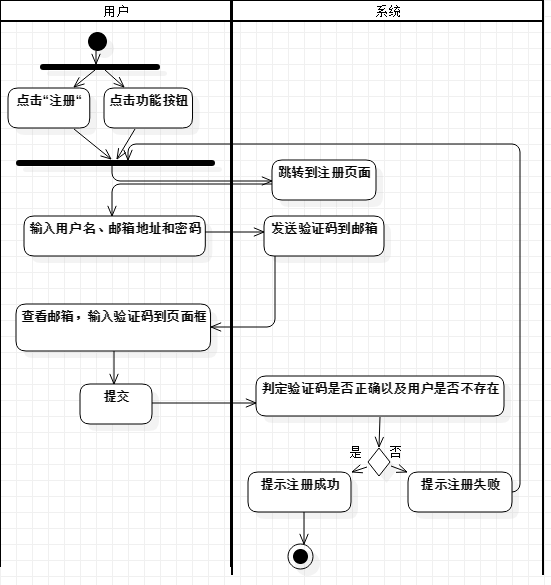 用户
系统
点击“注册“
点击功能按钮
跳转到注册页面
输入用户名、邮箱地址和密码
发送验证码到邮箱
查看邮箱，输入验证码到页面框
提交
判定验证码是否正确以及用户是否不存在
是
否
提示注册成功
提示注册失败